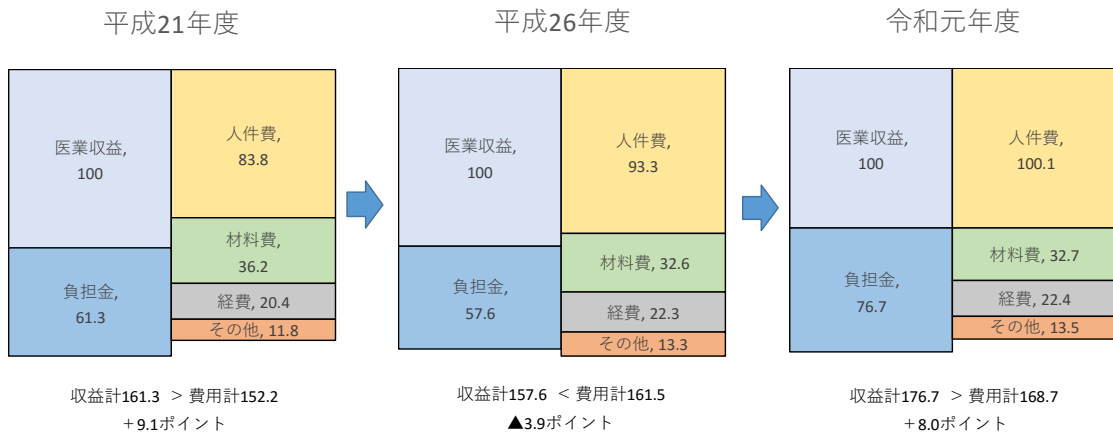 平成21年度
医業収益,
100
負担金,
61.3
人件費,
83.8
材料費,
36.2
経費, 20.4
その他, 11.8
収益計161.3 > 費用計152.2
+9.1ポイント
平成26年度
医業収益,
100
負担金,
57.6
人件費,
93.3
材料費, 32.6
経費, 22.3
その他, 13.3
収益計157.6 < 費用計161.5
▲3.9ポイント
令和元年度
医業収益,
100
負担金,
76.7
人件費,
100.1
材料費, 32.7
経費, 22.4
その他, 13.5
収益計176.7 > 費用計168.7
+8.0ポイント